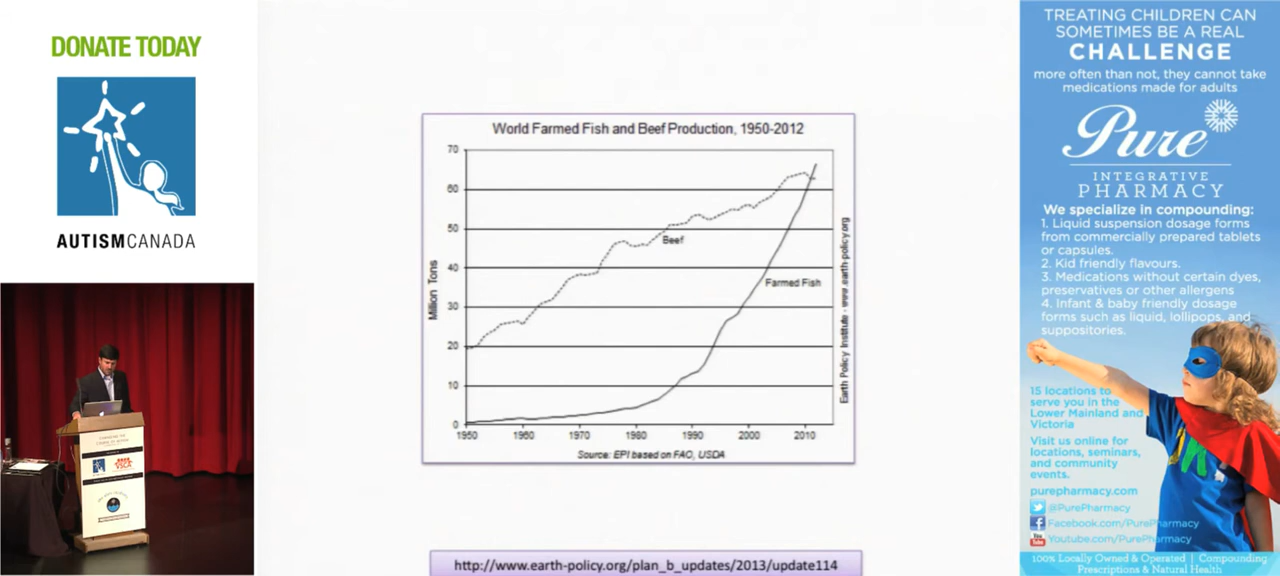 DONATE TODAY
AUTISMCANADA
World Farmed Fish and Beef Production, 1950-2012
Million Tons
70
60
50
40
30
20
10
0
Beef
Farmed Fish
1950 1960 1970 1980 1990 2000 2010
Source: EPI based on FAO, USDA
Earth Policy Institute - www.earth-policy.org
http://www.earth-policy.org/plan_b_updates/2013/update114
TREATING CHILDREN CAN
SOMETIMES BE A REAL
CHALLENGE
more often than not, they cannot take
medications made for adults
Pure
INTEGRATIVE
PHARMACY
We specialize in compounding:
1. Liquid suspension dosage forms
from commercially prepared tablets
or capsules.
2. Kid friendly flavours.
3. Medications without certain dyes,
preservatives or other allergens
4. Infant & baby friendly dosage
forms such as liquid, lollipops, and
suppositories.
15 locations to
serve you in the
Lower Mainland and
Victoria
Visit us online for
locations, seminars,
and community
events.
purepharmacy.com
@PurePharmacy
Facebook.com/PurePharmacy
You
Tube
Youtube.com/PurePharmacy
100% Locally Owned & Operated | Compounding
Prescriptions & Natural Health